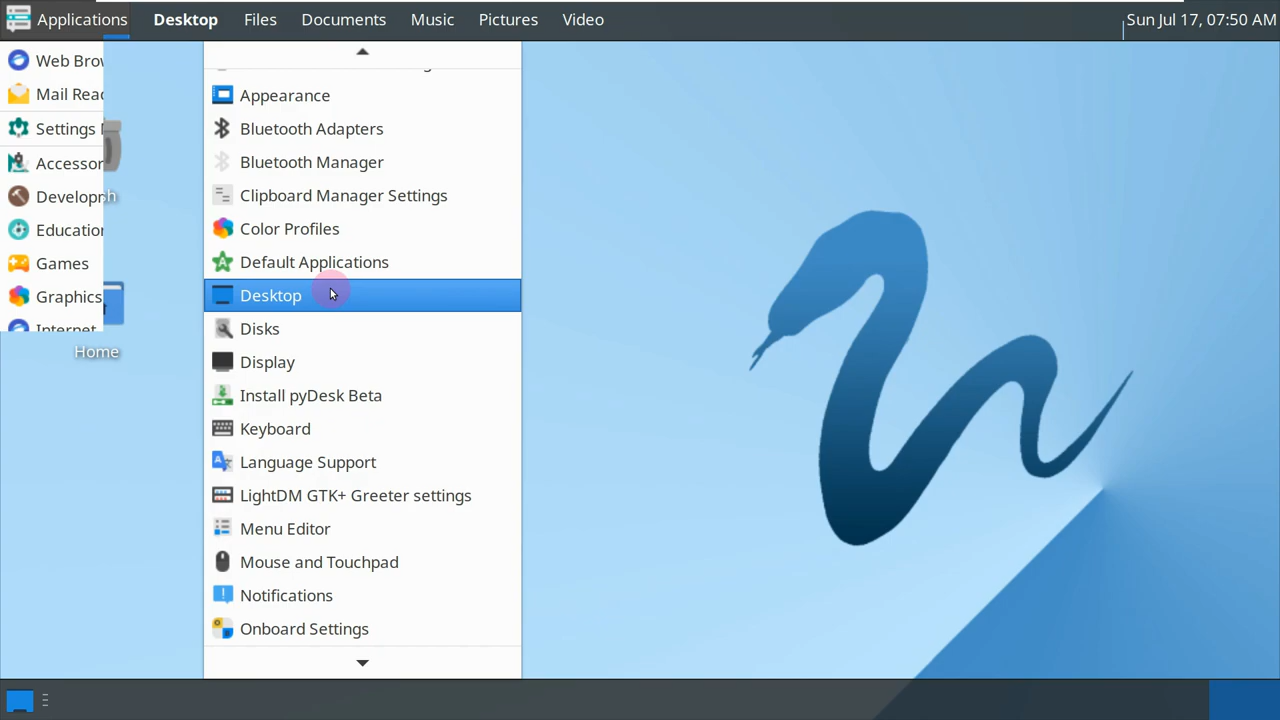 Applications Desktop Files Documents Music Pictures Video Sun Jul 17, 07:50 AM
Web Brow
Mail Read
Settings
Accessor
Develop
Education
Games
Graphics
Internet
h
Home
Appearance
Bluetooth Adapters
Bluetooth Manager
Clipboard Manager Settings
Color Profiles
Default Applications
Desktop
Disks
Display
Install pyDesk Beta
Keyboard
Language Support
LightDM GTK+ Greeter settings
Menu Editor
Mouse and Touchpad
Notifications
Onboard Settings